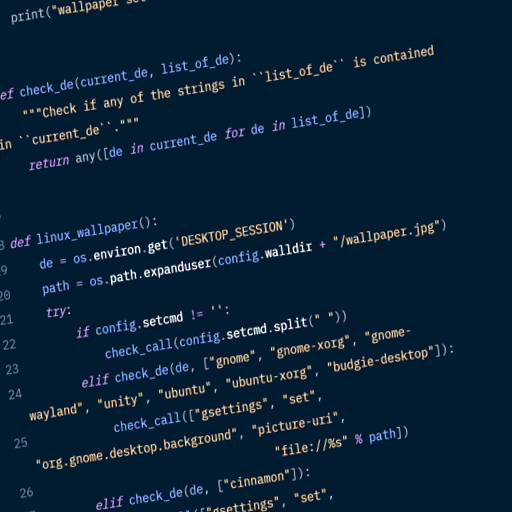 print("wallpaper
ef check_de(current_de, list_of_de):
"""Check if any of the strings in ``list_of_de`` is contained
in ``current_de``."""
return any([de in current_de for de in list_of_de])
8 def linux_wallpaper():
19 de = os.environ.get('DESKTOP_SESSION')
20 path = os.path.expanduser(config.walldir + "/wallpaper.jpg")
21 try:
22 if config.setcmd != '':
23 check_call(config.setcmd.split(" "))
24 elif check_de(de, ["gnome", "gnome-xorg", "gnome-
wayland", "unity", "ubuntu", "ubuntu-xorg", "budgie-desktop"]):
25 check_call(["gsettings", "set",
"org.gnome.desktop.background", "picture-uri",
"file://%s" % path])
26 elif check_de(de, ["cinnamon"]):
(["gsettings", "set",